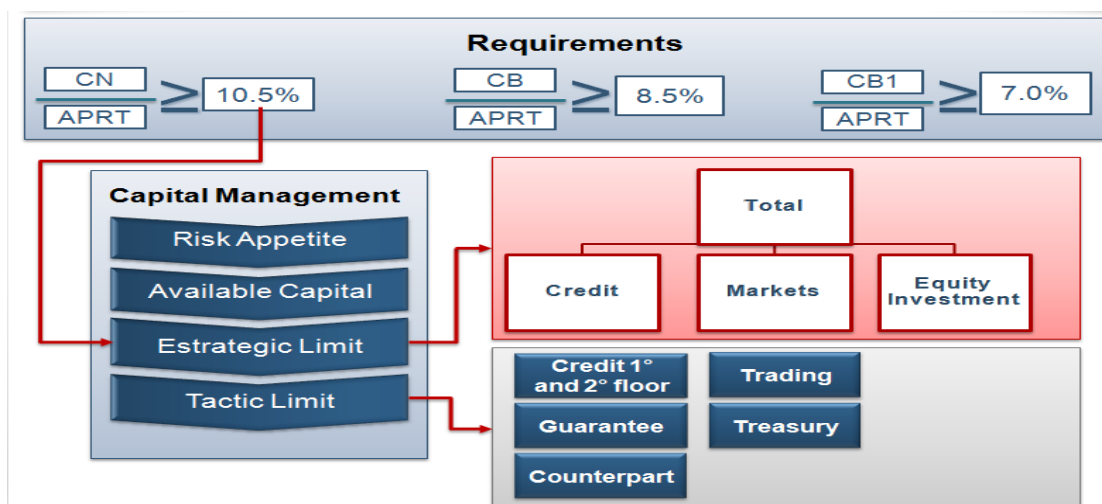 Requirements
CN
APRT
≥
10.5%
CB
APRT
≥
8.5%
CB1
APRT
≥
7.0%
Capital Management
Risk Appetite
Available Capital
Estrategic Limit
Tactic Limit
Total
Credit
Markets
Equity
Investment
Credit 1°
and 2° floor
Trading
Guarantee
Treasury
Counterpart